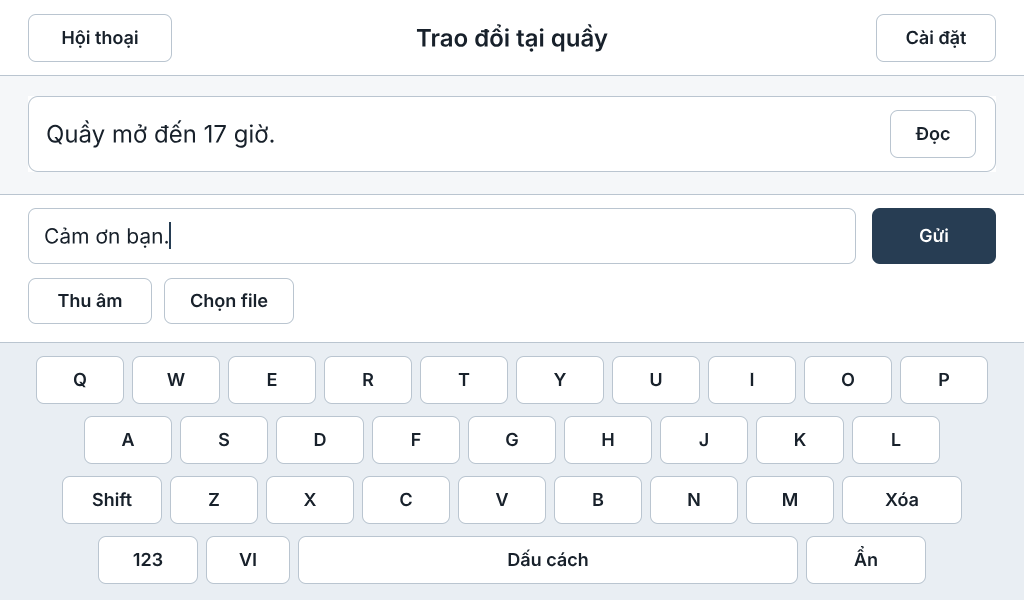 Hội thoại
Trao đổi tại quầy
Cài đặt
Quầy mở đến 17 giờ.
Đọc
Cảm ơn bạn.
Gửi
Thu âm
Chọn file
Q W E R T Y U I O P
A S D F G H J K L
Shift Z X C V B N M Xóa
123 VI Dấu cách Ẩn